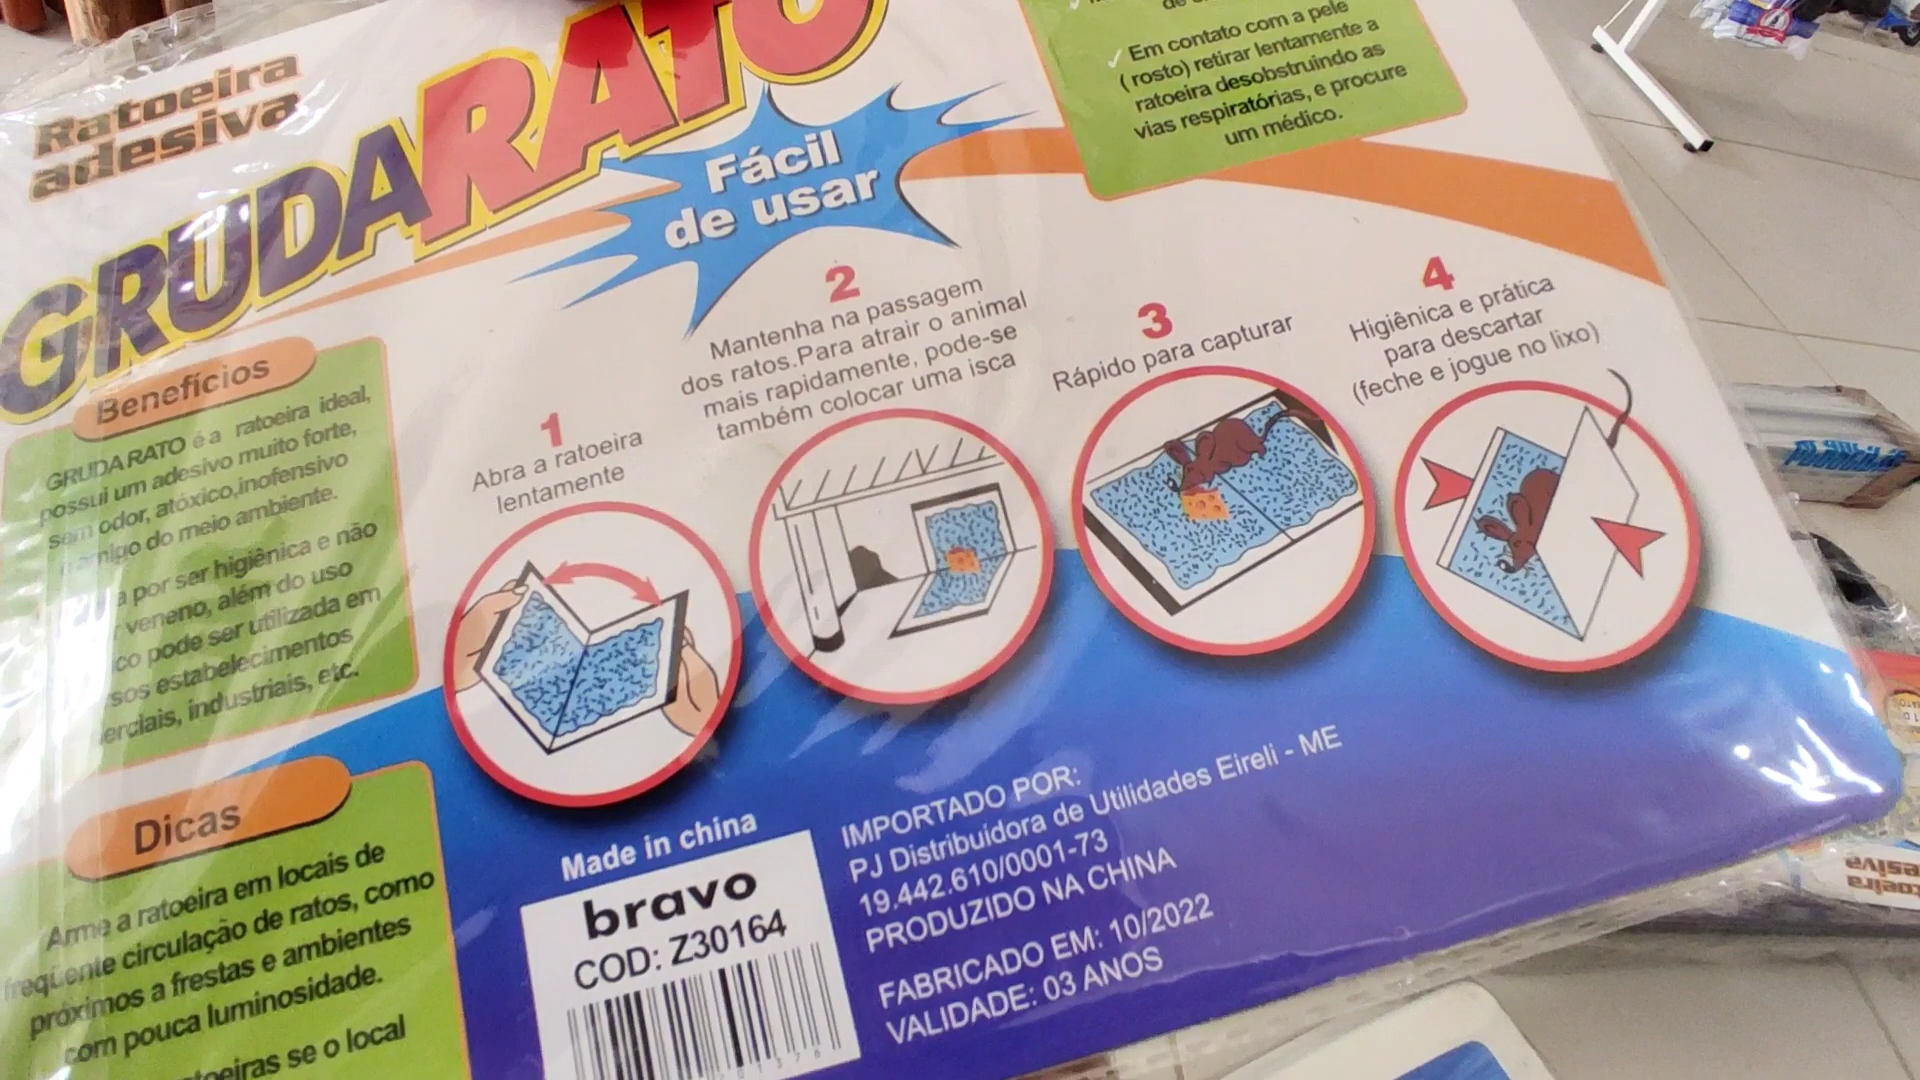 Ratoeira
adesiva
GRUDARATO
Fácil
de usar
Em contato com a pele
(rosto) retirar lentamente a
ratoeira desobstruindo as
vias respiratórias, e procure
um médico.
Benefícios
GRUDARATO é a ratoeira ideal,
possui um adesivo muito forte,
sem odor, atóxico,inofensivo
amigo do meio ambiente.
por ser higiênica e não
veneno, além do uso
pode ser utilizada em
estabelecimentos
industriais, etc.
1
Abra a ratoeira
lentamente
2
Mantenha na passagem
dos ratos.Para atrair o animal
mais rapidamente, pode-se
também colocar uma isca
3
Rápido para capturar
4
Higiênica e prática
para descartar
(feche e jogue no lixo)
Dicas
Arme a ratoeira em locais de
freqüente circulação de ratos, como
próximos a frestas e ambientes
com pouca luminosidade.
se o local
Made in china
bravo
COD: Z30164
IMPORTADO POR:
PJ Distribuidora de Utilidades Eireli - ME
19.442.610/0001-73
PRODUZIDO NA CHINA
FABRICADO EM: 10/2022
VALIDADE: 03 ANOS